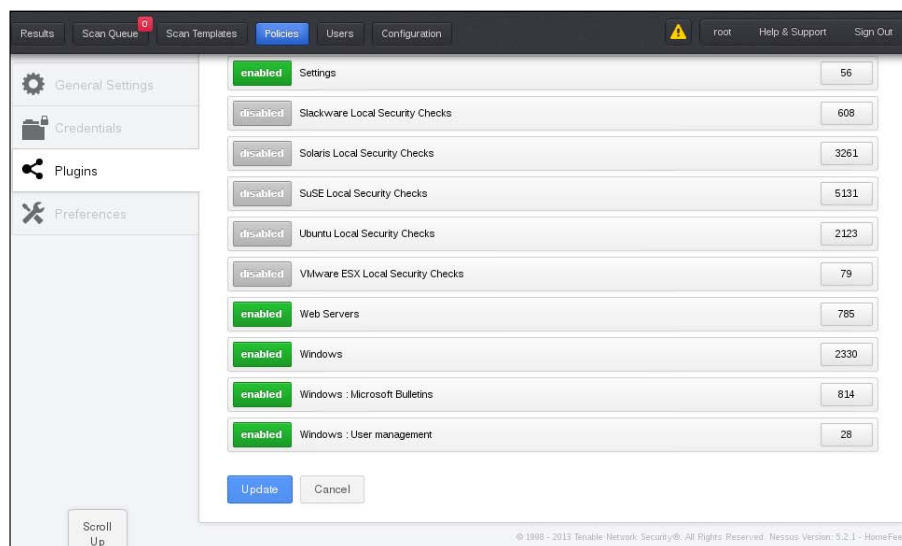 Results Scan Queue 0 Scan Templates Policies Users Configuration root Help & Support Sign Out
General Settings
Credentials
Plugins
Preferences
enabled Settings 56
disabled Slackware Local Security Checks 608
disabled Solaris Local Security Checks 3261
disabled SuSE Local Security Checks 5131
disabled Ubuntu Local Security Checks 2123
disabled VMware ESX Local Security Checks 79
enabled Web Servers 785
enabled Windows 2330
enabled Windows : Microsoft Bulletins 814
enabled Windows : User management 28
Update Cancel
Scroll
Up
© 1998 - 2013 Tenable Network Security®. All Rights Reserved. Nessus Version: 5.2.1 - HomeFee